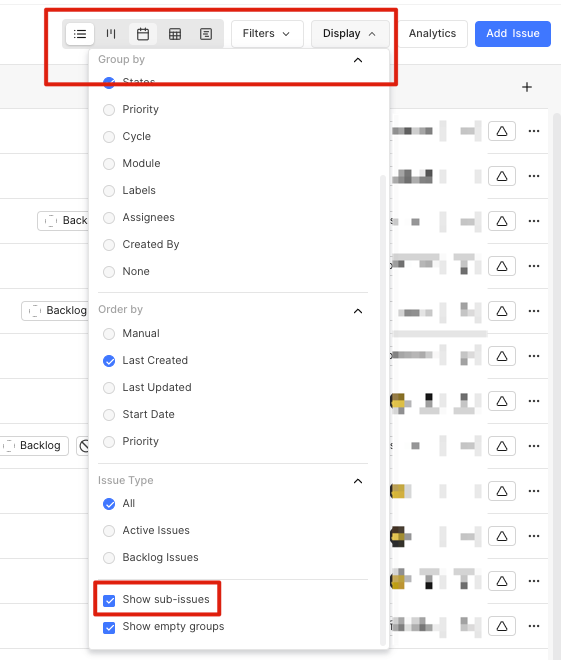 Filters
Display
Analytics
Add Issue
Group by
States
Priority
Cycle
Module
Labels
Back
Assignees
Created By
None
Order by
Backlog
Manual
Last Created
Last Updated
Start Date
Priority
Backlog
Issue Type
All
Active Issues
Backlog Issues
Show sub-issues
Show empty groups